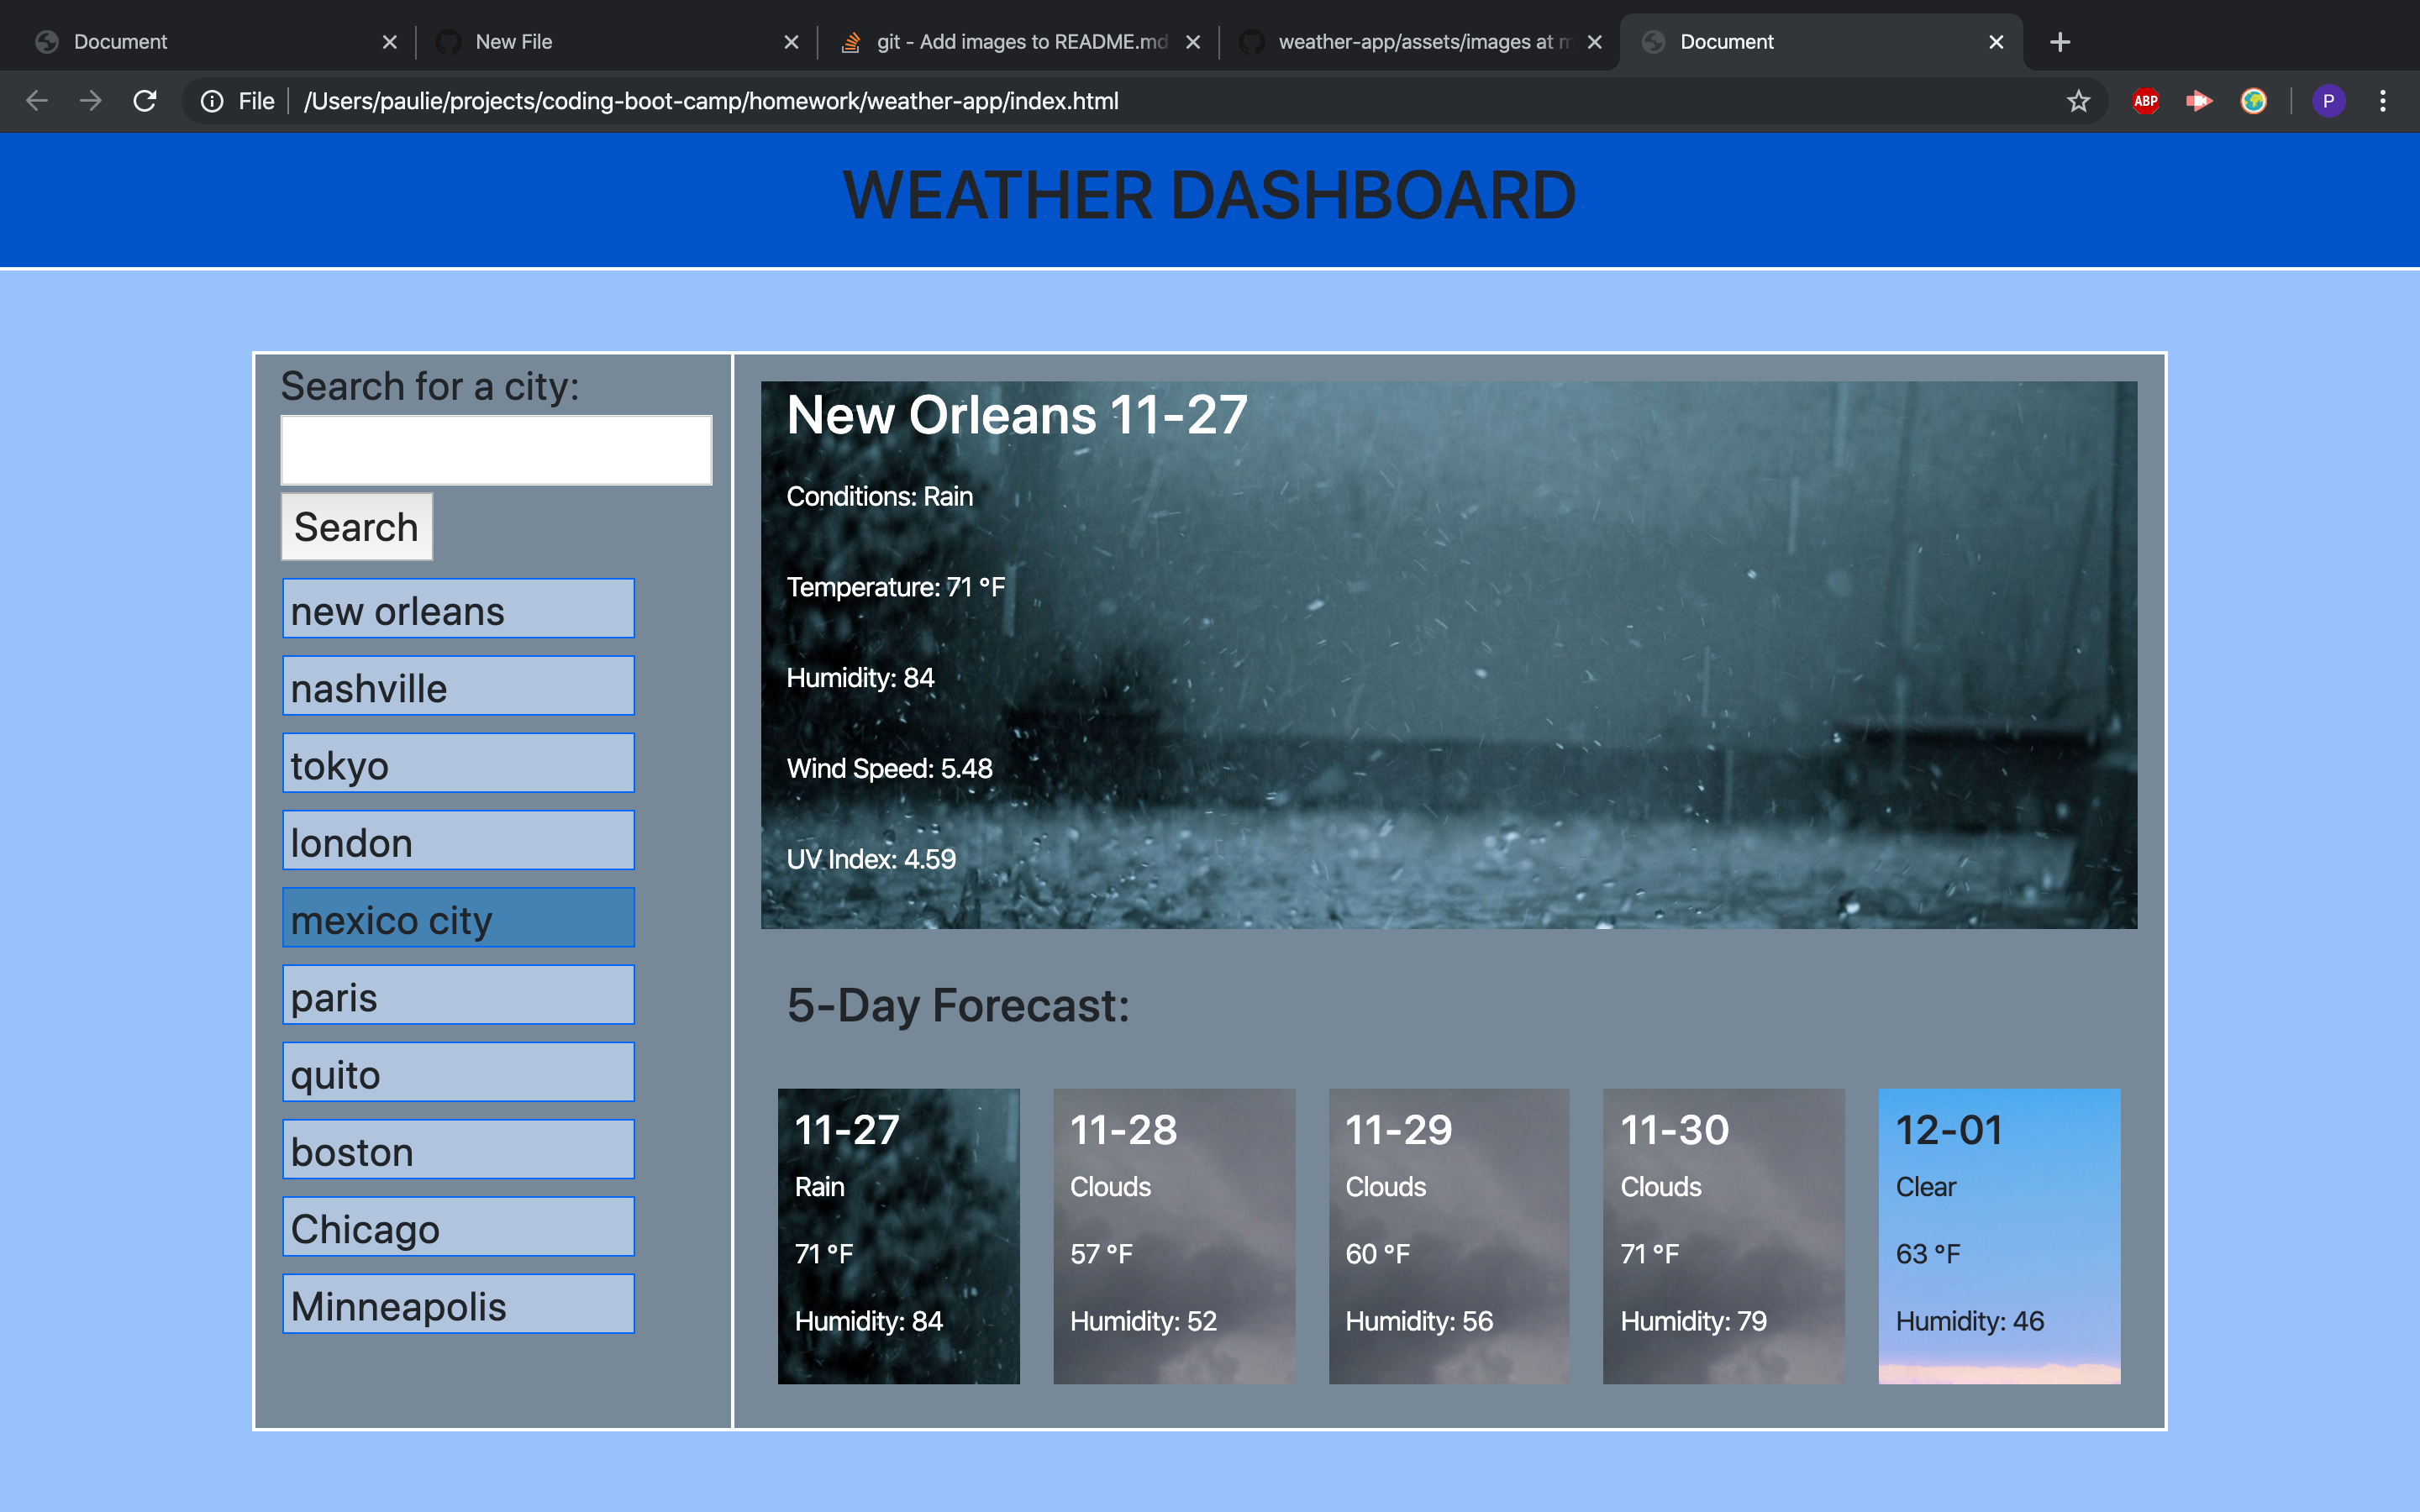 Document
New File
git - Add images to README.md
weather-app/assets/images at m
Document
File
/Users/paulie/projects/coding-boot-camp/homework/weather-app/index.html
ABP
P
WEATHER DASHBOARD
Search for a city:
Search
new orleans
nashville
tokyo
london
mexico city
paris
quito
boston
Chicago
Minneapolis
New Orleans 11-27
Conditions: Rain
Temperature: 71 °F
Humidity: 84
Wind Speed: 5.48
UV Index: 4.59
5-Day Forecast:
11-27
Rain
71 °F
Humidity: 84
11-28
Clouds
57 °F
Humidity: 52
11-29
Clouds
60 °F
Humidity: 56
11-30
Clouds
71 °F
Humidity: 79
12-01
Clear
63 °F
Humidity: 46